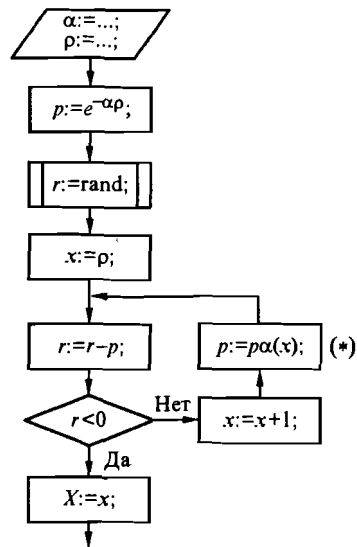 α:=...;
ρ:=...;
p:=e^{-αρ};
r:=rand;
x:=ρ;
r:=r-p;
p:=pα(x); (*)
r<0
Нет
x:=x+1;
Да
X:=x;